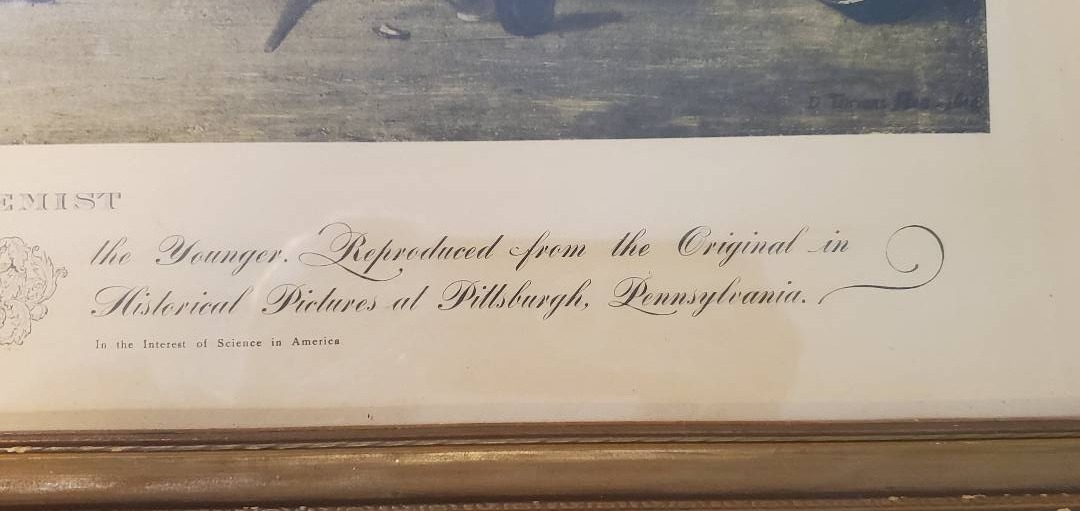 EMIST
the Younger. Reproduced from the Original in
Historical Pictures at Pittsburgh, Pennsylvania.
In the Interest of Science in America